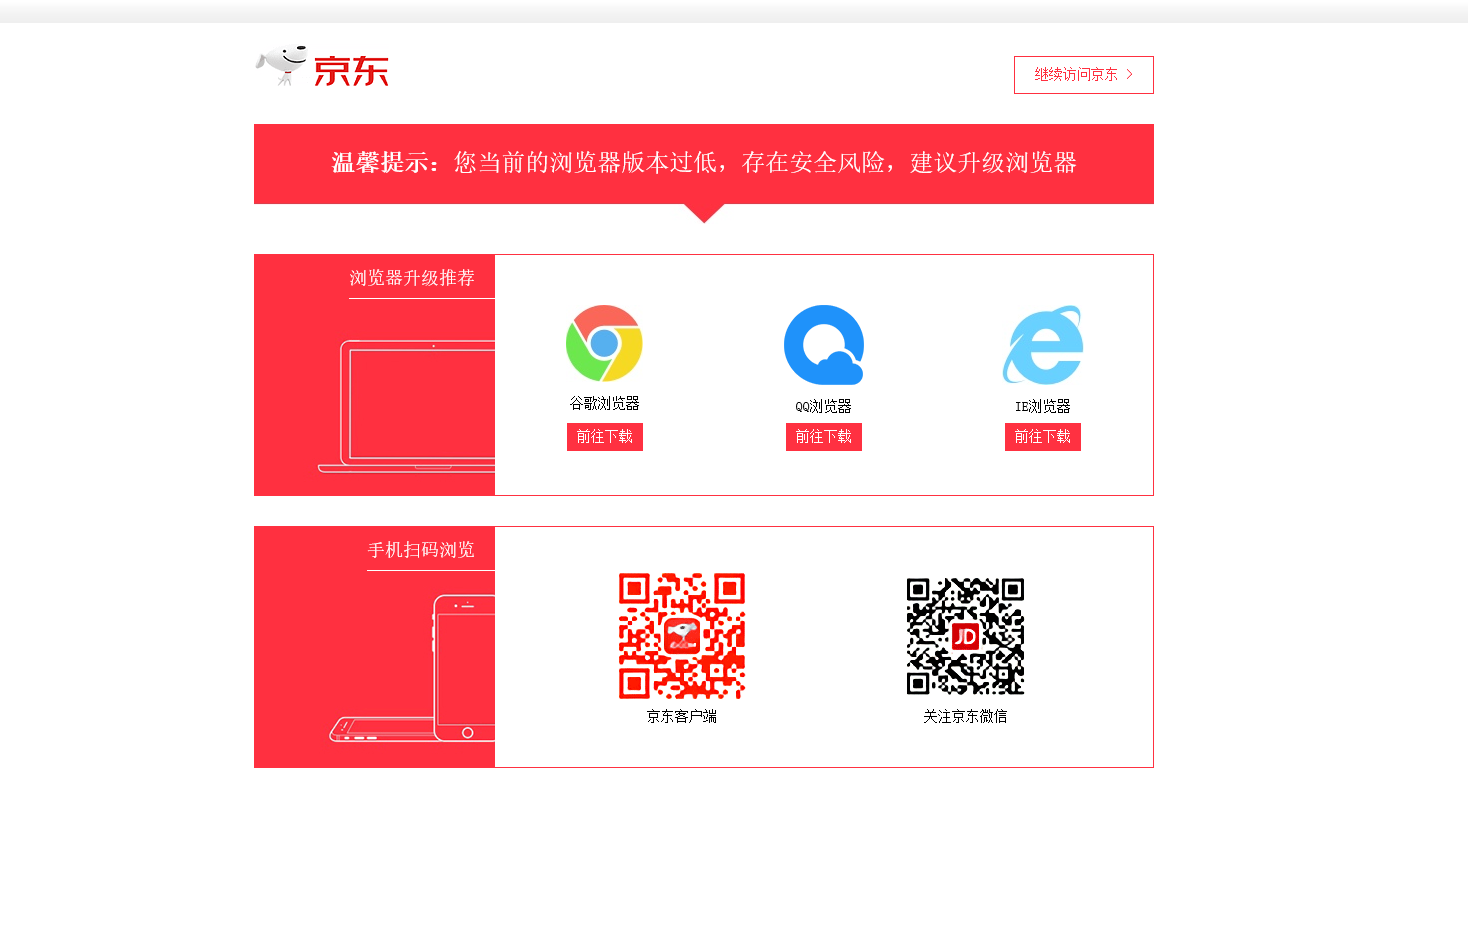 京东
继续访问京东 >
温馨提示：您当前的浏览器版本过低，存在安全风险，建议升级浏览器
浏览器升级推荐
谷歌浏览器
QQ浏览器
IE浏览器
前往下载
前往下载
前往下载
手机扫码浏览
JD
京东客户端
关注京东微信